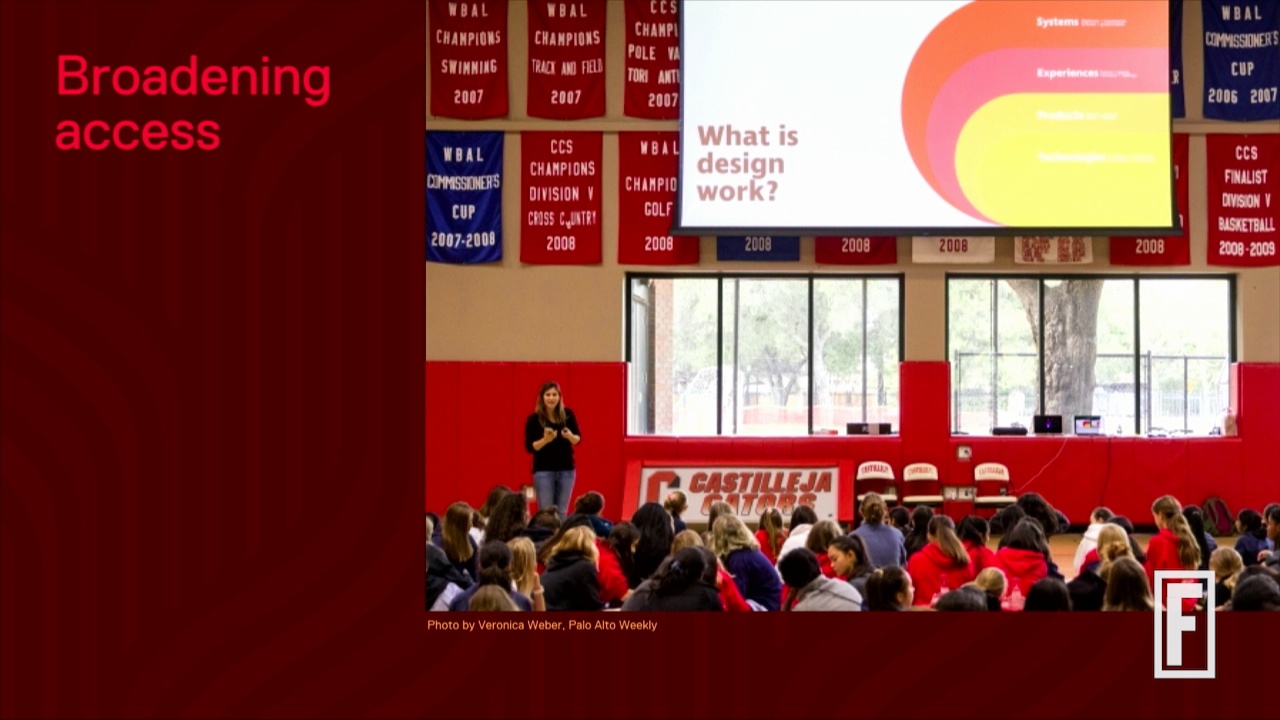 Broadening
access
WBAL
CHAMPIONS
SWIMMING
2007
WBAL
CHAMPIONS
TRACK AND FIELD
2007
CCS
POLE
TORI
2007
WBAL
COMMISSIONER'S
CUP
2006 2007
WBAL
COMMISSIONER'S
CUP
2007-2008
CCS
CHAMPIONS
DIVISION V
CROSS COUNTRY
2008
WBAL
GOLF
2008
2008
2008
2008
2008
CCS
FINALIST
DIVISION V
BASKETBALL
2008-2009
What is
design
work?
Systems
Experiences
Products
Technologies
C CASTILLEJA
GATORS
Photo by Veronica Weber, Palo Alto Weekly
F